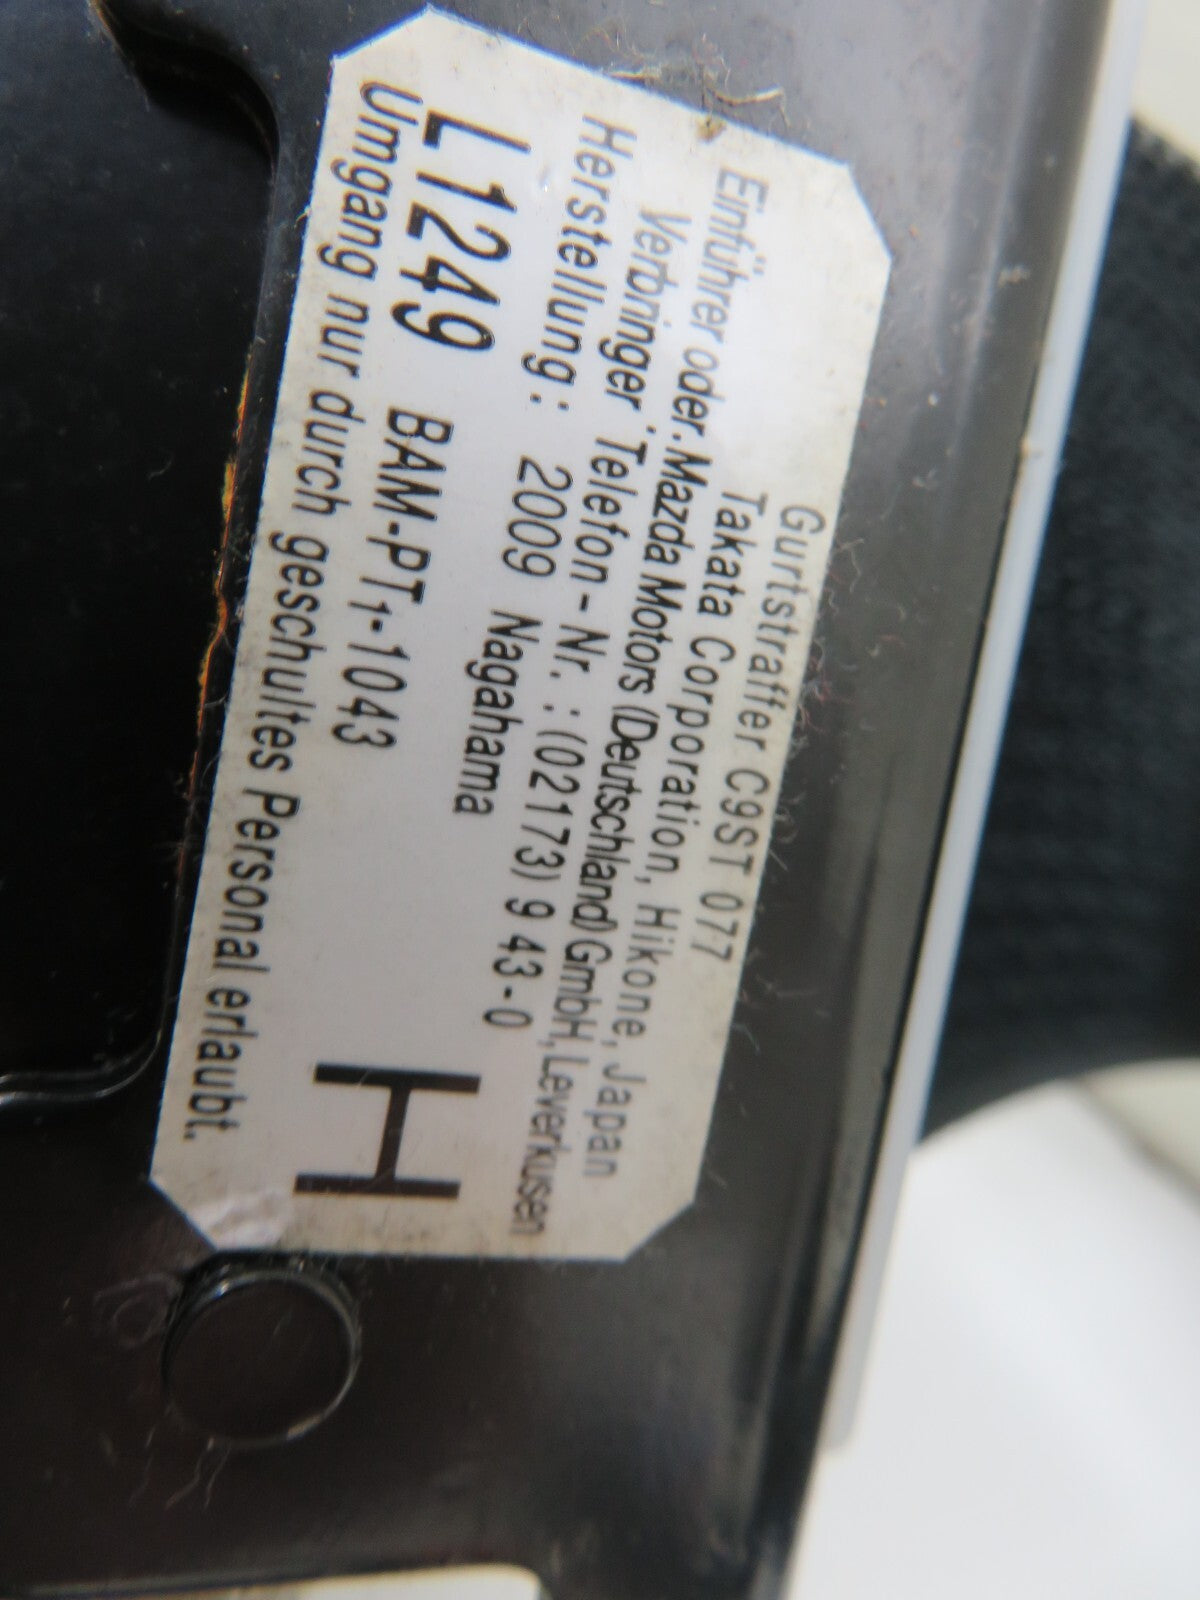 Gurtstraffer C9ST 077
Takata Corporation, Hikone, Japan
Einführer oder. Mazda Motors (Deutschland) GmbH, Leverkusen
Verbringer Telefon - Nr. : (02173) 9 43 - 0
Herstellung : 2009 Nagahama
L1249 BAM-PT1-1043
H
Umgang nur durch geschultes Personal erlaubt.